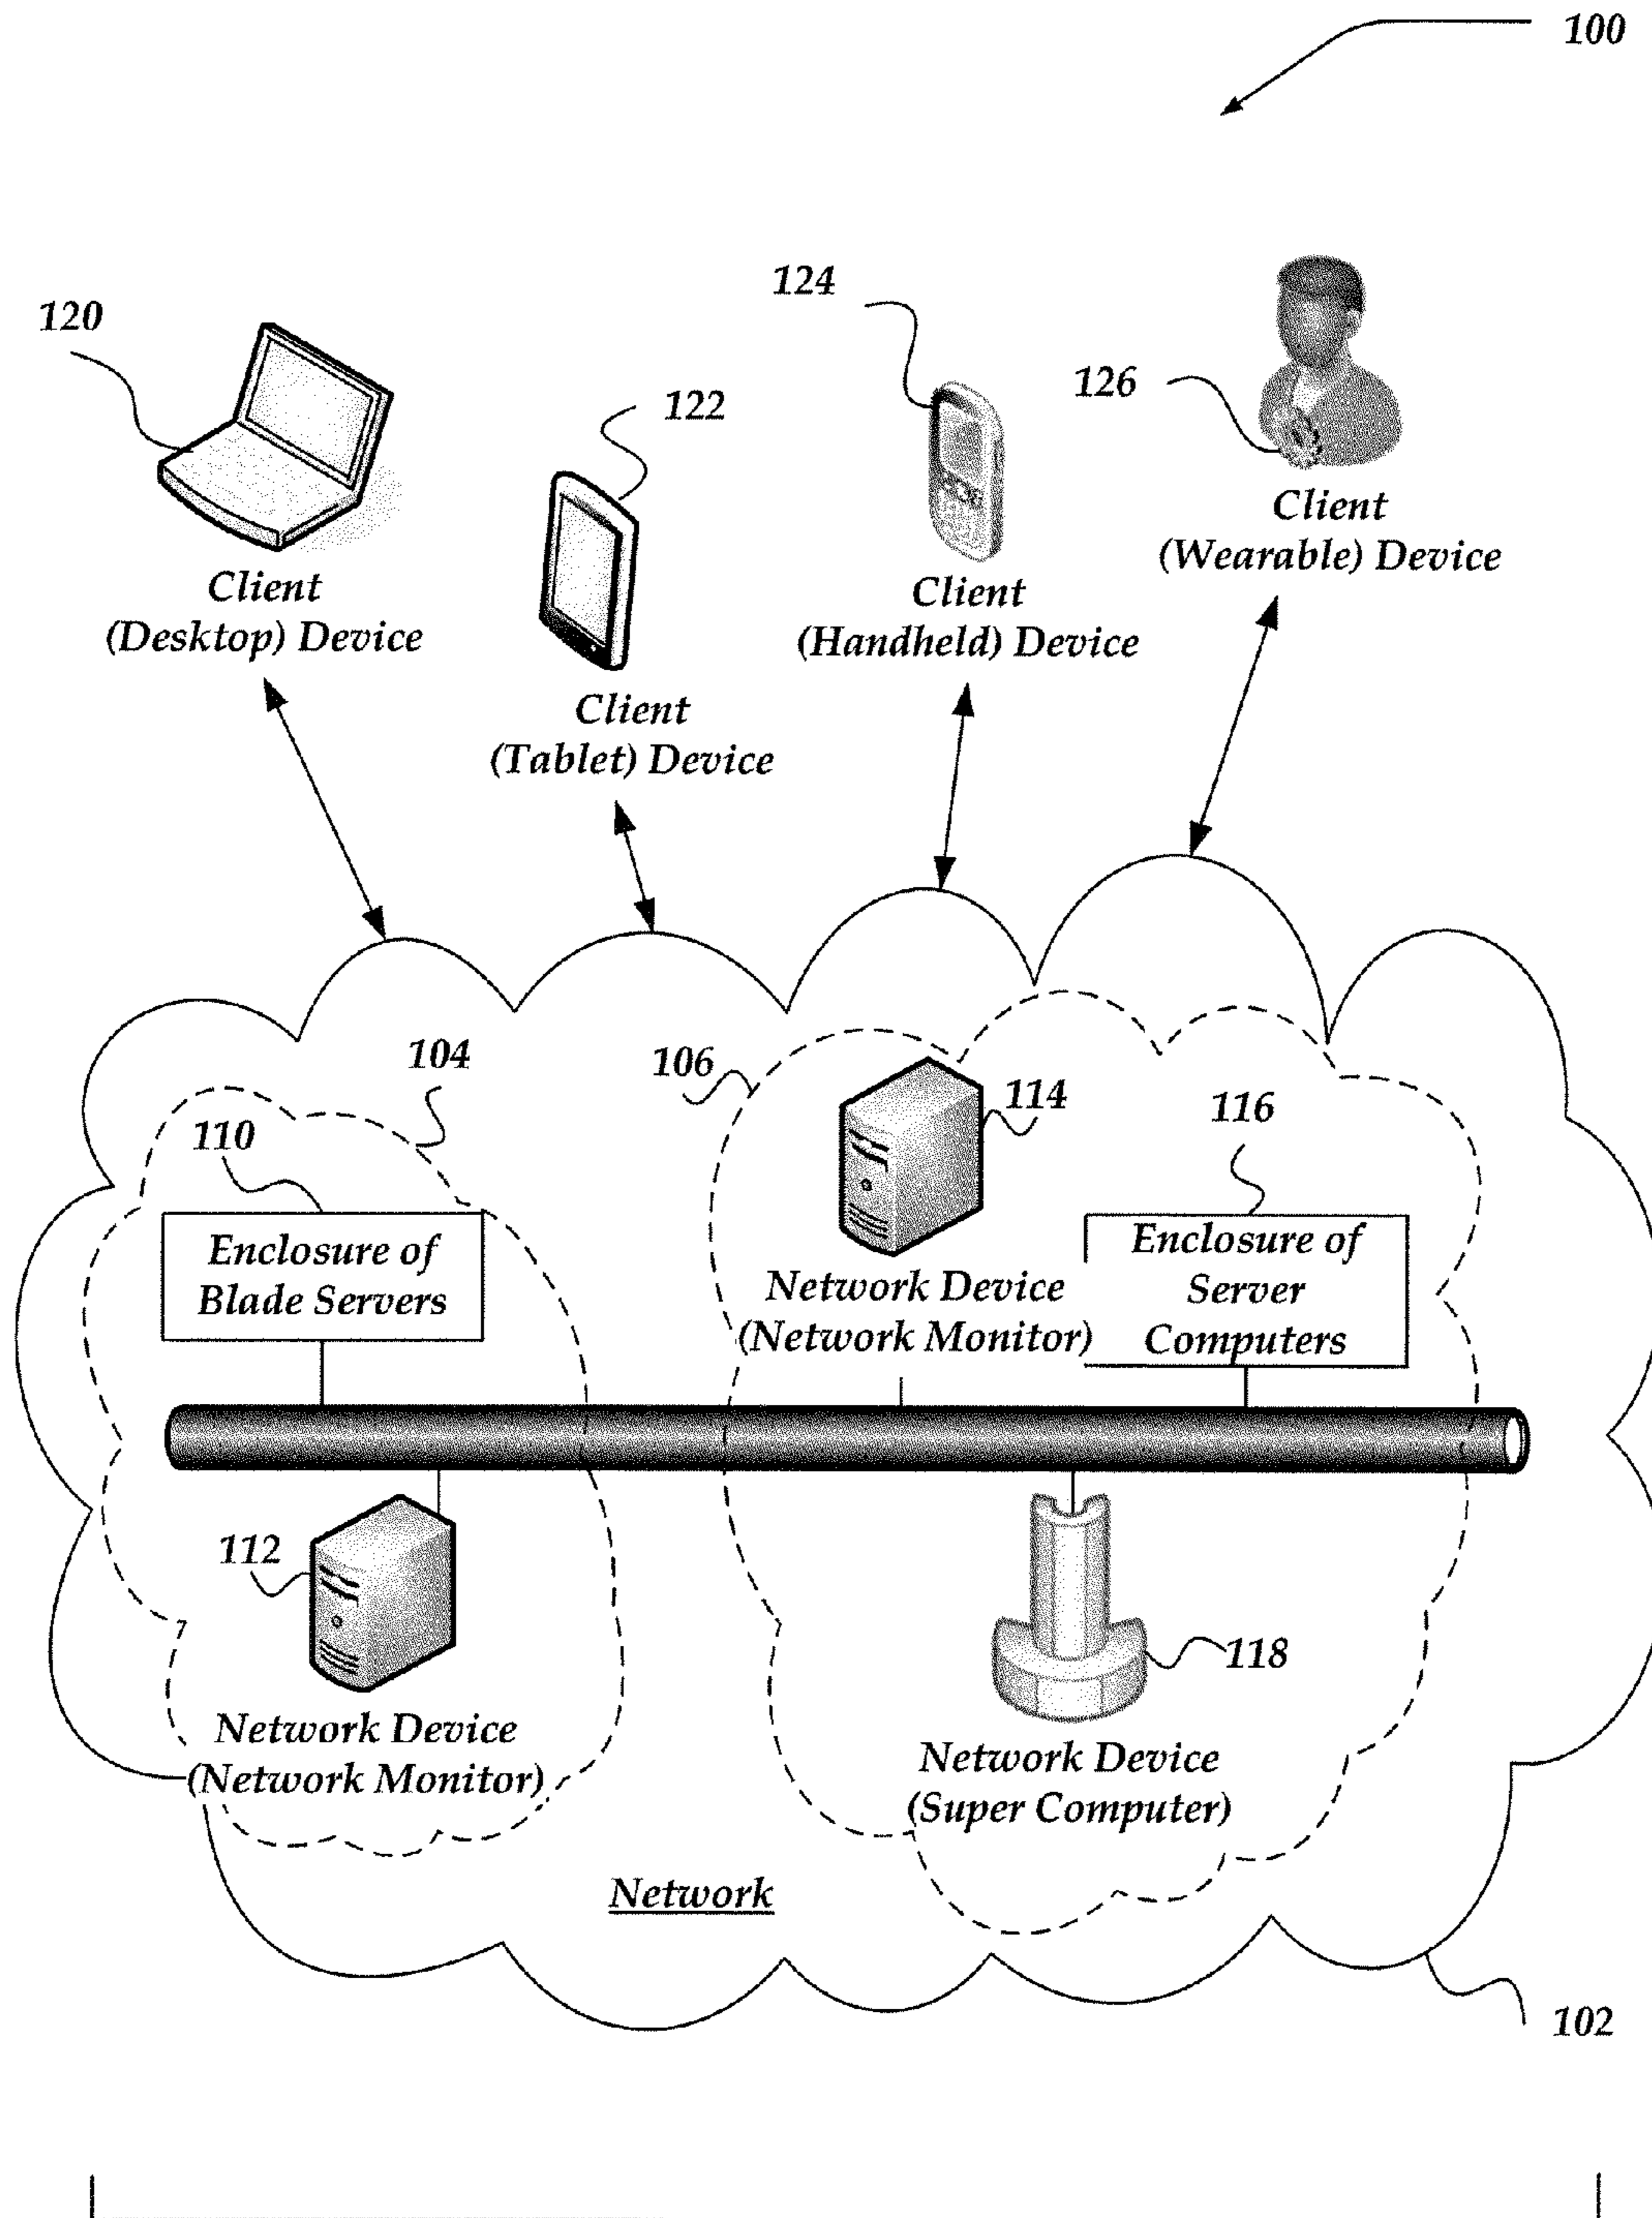 100
124
120
126
122
Client
(Wearable) Device
Client
(Desktop) Device
Client
(Handheld) Device
Client
(Tablet) Device
104
106
114
116
110
Enclosure of
Blade Servers
Enclosure of
Server
Computers
Network Device
(Network Monitor)
112
118
Network Device
(Network Monitor)
Network Device
(Super Computer)
Network
102